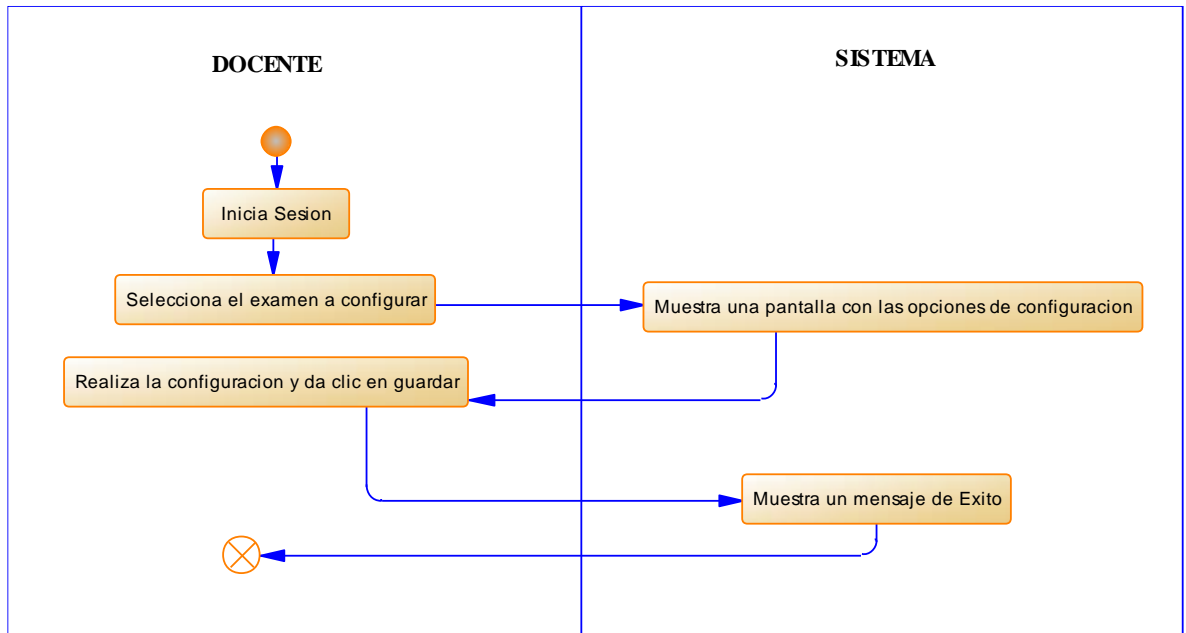 DOCENTE
SISTEMA
Inicia Sesion
Selecciona el examen a configurar
Muestra una pantalla con las opciones de configuracion
Realiza la configuracion y da clic en guardar
Muestra un mensaje de Exito